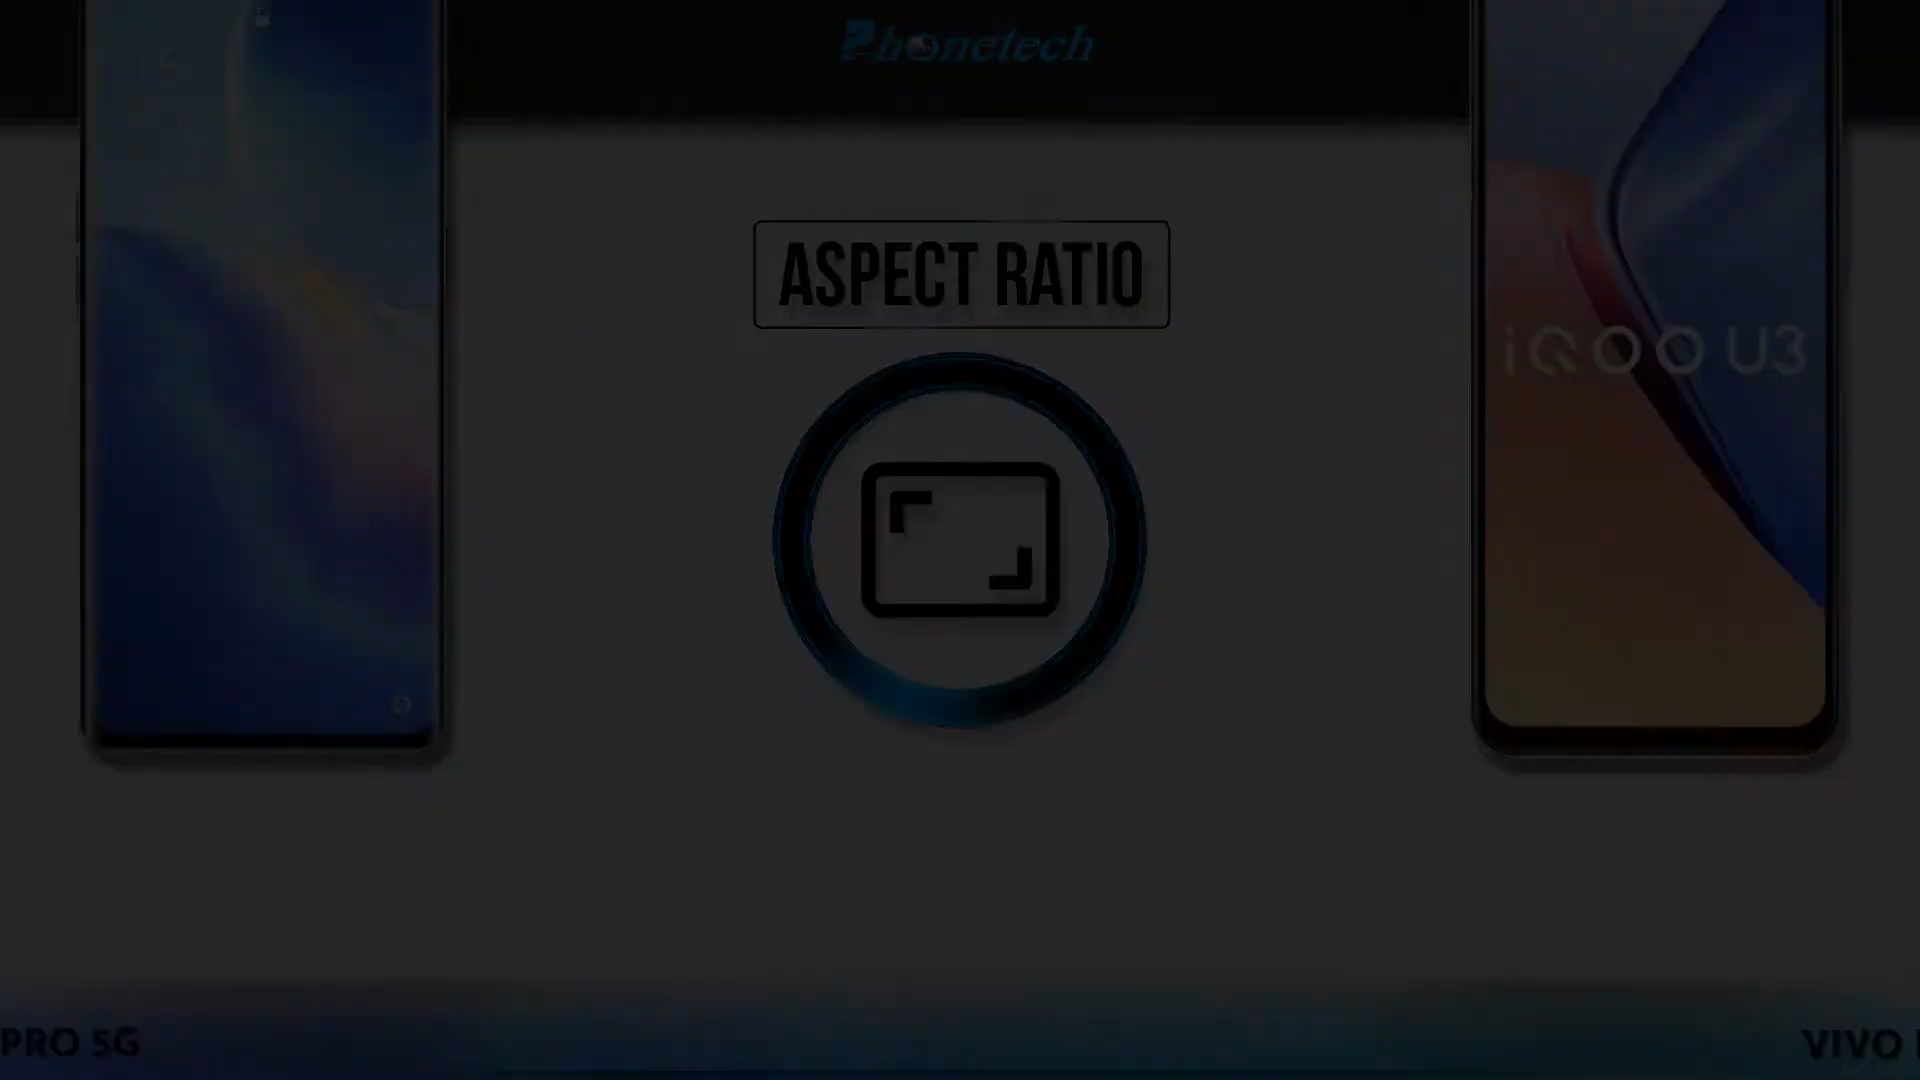 Phonetech
ASPECT RATIO
iQOO U3
PRO 5G
VIVO